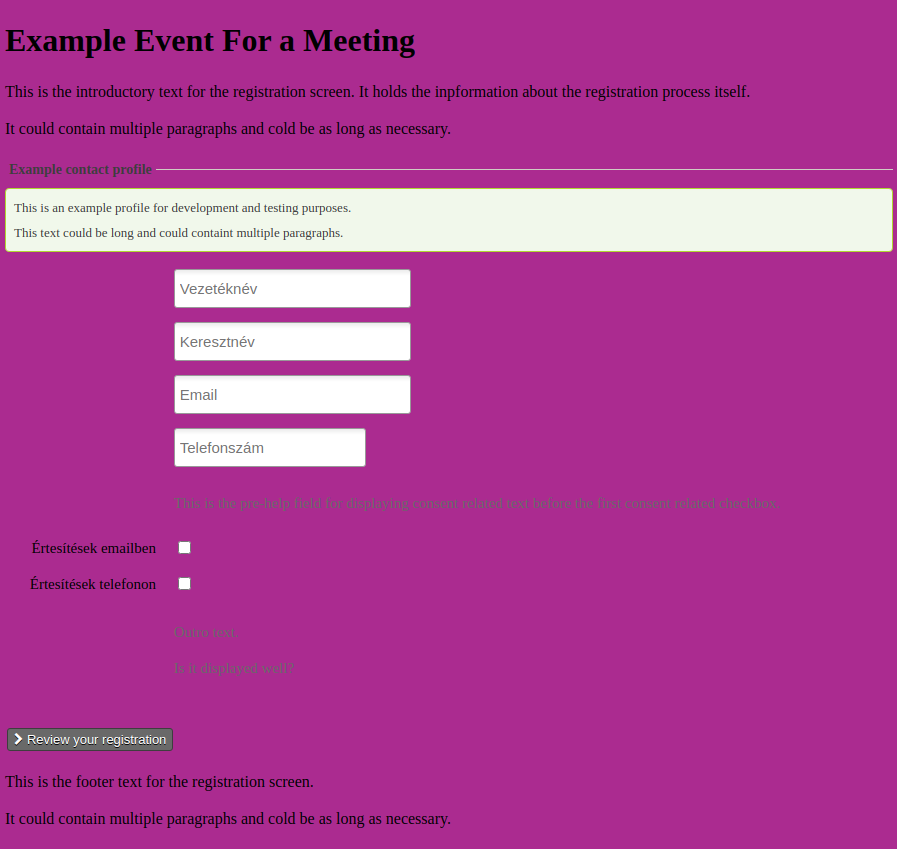 Example Event For a Meeting
This is the introductory text for the registration screen. It holds the inpformation about the registration process itself.
It could contain multiple paragraphs and cold be as long as necessary.
Example contact profile
This is an example profile for development and testing purposes.
This text could be long and could containt multiple paragraphs.
Vezetéknév
Keresztnév
Email
Telefonszám
This is the pre-help field for displaying consent related text before the first consent related checkbox.
Értesítések emailben
Értesítések telefonon
Outro text.
Is it displayed well?
Review your registration
This is the footer text for the registration screen.
It could contain multiple paragraphs and cold be as long as necessary.